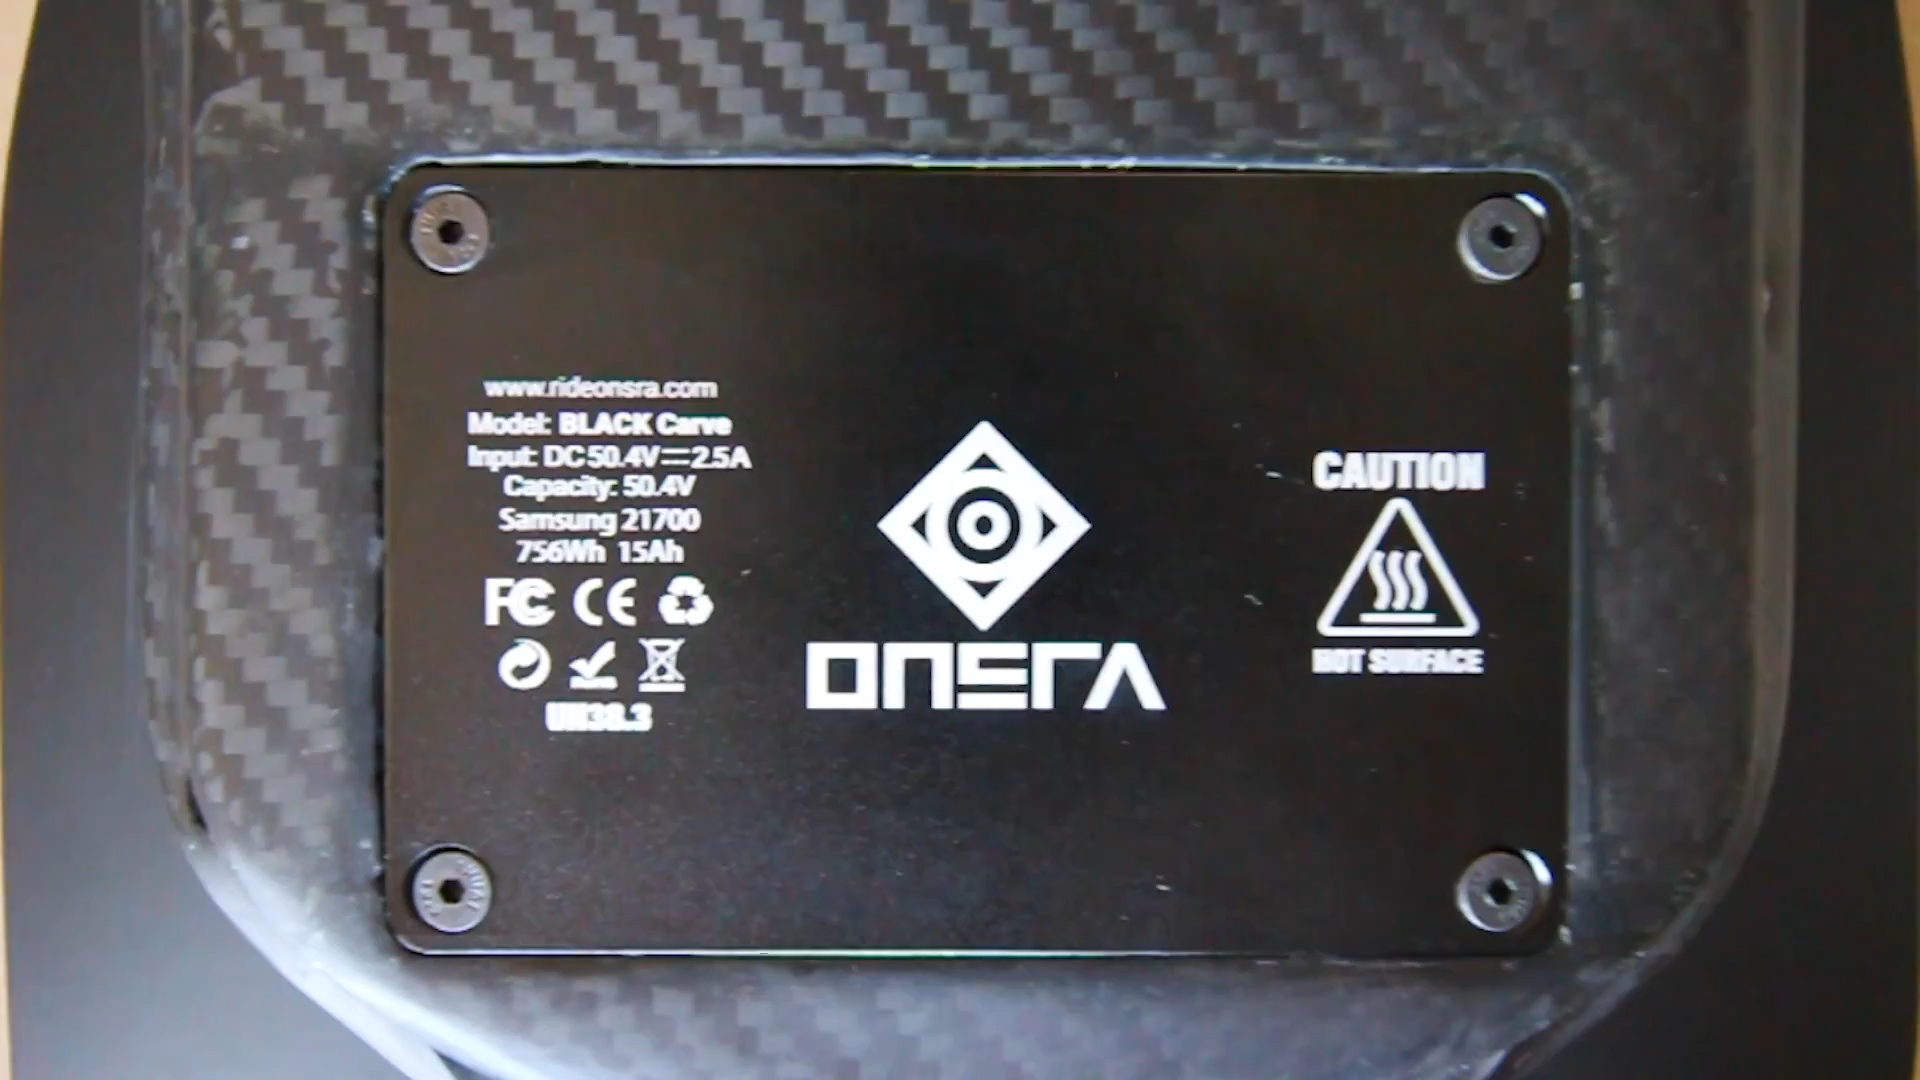 www.rideonsra.com
Model: BLACK Carve
Input: DC 50.4V⎓2.5A
Capacity: 50.4V
Samsung 21700
756Wh 15Ah
FC CE
UN38.3
ONSRA
CAUTION
HOT SURFACE